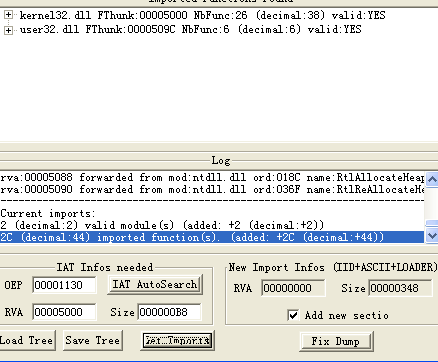 Imported Functions Found
kernel32.dll FThunk:00005000 NbFunc:26 (decimal:38) valid:YES
user32.dll FThunk:0000509C NbFunc:6 (decimal:6) valid:YES
Log
rva:00005088 forwarded from mod:ntdll.dll ord:018C name:RtlAllocateHeap
rva:00005090 forwarded from mod:ntdll.dll ord:036F name:RtlReAllocateHe
Current imports:
2 (decimal:2) valid module(s) (added: +2 (decimal:+2))
2C (decimal:44) imported function(s). (added: +2C (decimal:+44))
IAT Infos needed
New Import Infos (IID+ASCII+LOADER)
OEP 00001130 IAT AutoSearch
RVA 00000000 Size 00000348
RVA 00005000 Size 000000B8
Add new sectio
Load Tree Save Tree Get Imports
Fix Dump